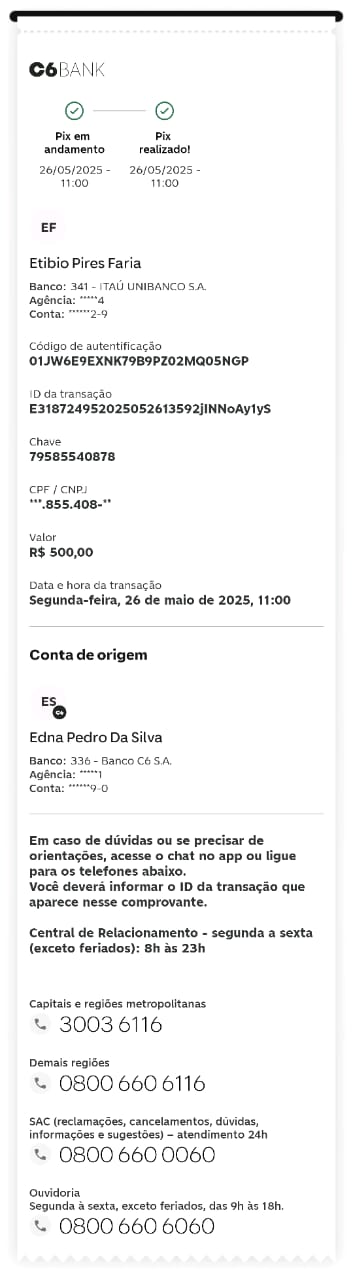 C6BANK
Pix em
andamento
26/05/2025 -
11:00
Pix
realizado!
26/05/2025 -
11:00
EF
Etibio Pires Faria
Banco: 341 - ITAÚ UNIBANCO S.A.
Agência: *****4
Conta: ******2-9
Código de autentificação
01JW6E9EXNK79B9PZ02MQ05NGP
ID da transação
E318724952025052613592jINNoAy1yS
Chave
79585540878
CPF / CNPJ
***.855.408-**
Valor
R$ 500,00
Data e hora da transação
Segunda-feira, 26 de maio de 2025, 11:00
Conta de origem
ES
C6
Edna Pedro Da Silva
Banco: 336 - Banco C6 S.A.
Agência: *****1
Conta: ******9-0
Em caso de dúvidas ou se precisar de
orientações, acesse o chat no app ou ligue
para os telefones abaixo.
Você deverá informar o ID da transação que
aparece nesse comprovante.
Central de Relacionamento - segunda a sexta
(exceto feriados): 8h às 23h
Capitais e regiões metropolitanas
3003 6116
Demais regiões
0800 660 6116
SAC (reclamações, cancelamentos, dúvidas,
informações e sugestões) – atendimento 24h
0800 660 0060
Ouvidoria
Segunda à sexta, exceto feriados, das 9h às 18h.
0800 660 6060